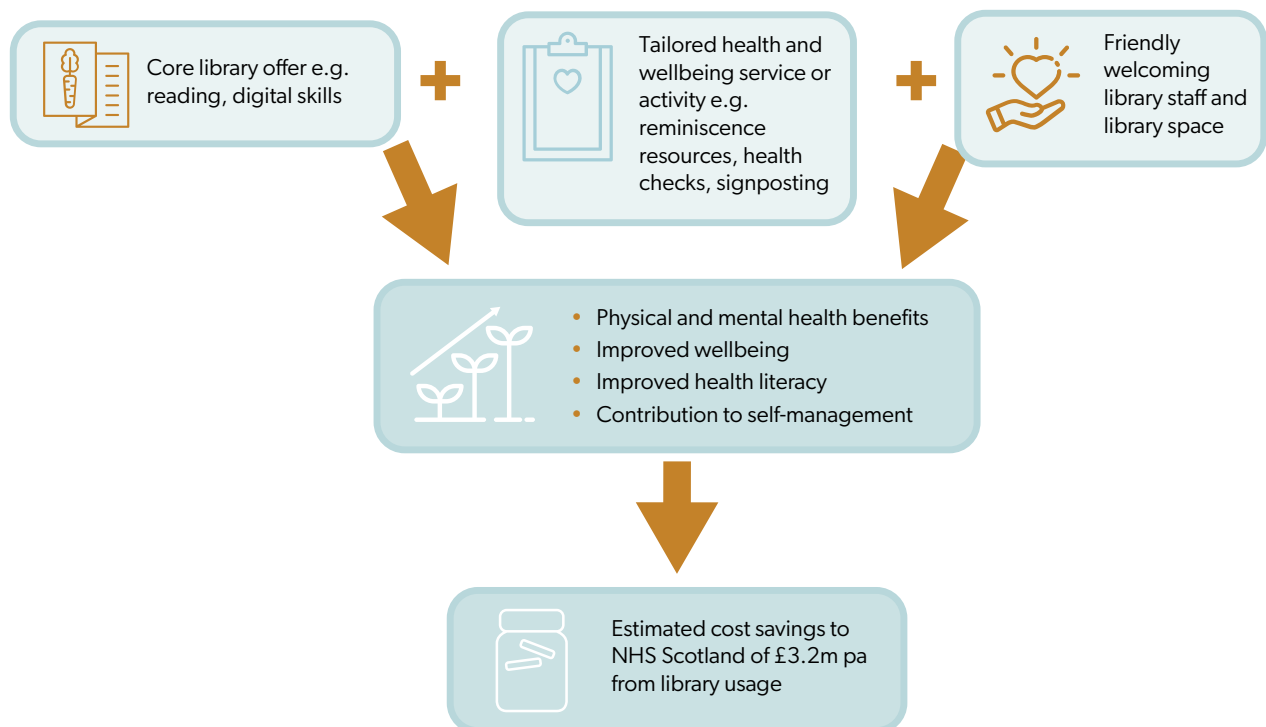 Core library offer e.g.
reading, digital skills
Tailored health and
wellbeing service or
activity e.g.
reminiscence
resources, health
checks, signposting
Friendly
welcoming
library staff and
library space
• Physical and mental health benefits
• Improved wellbeing
• Improved health literacy
• Contribution to self-management
Estimated cost savings to
NHS Scotland of £3.2m pa
from library usage